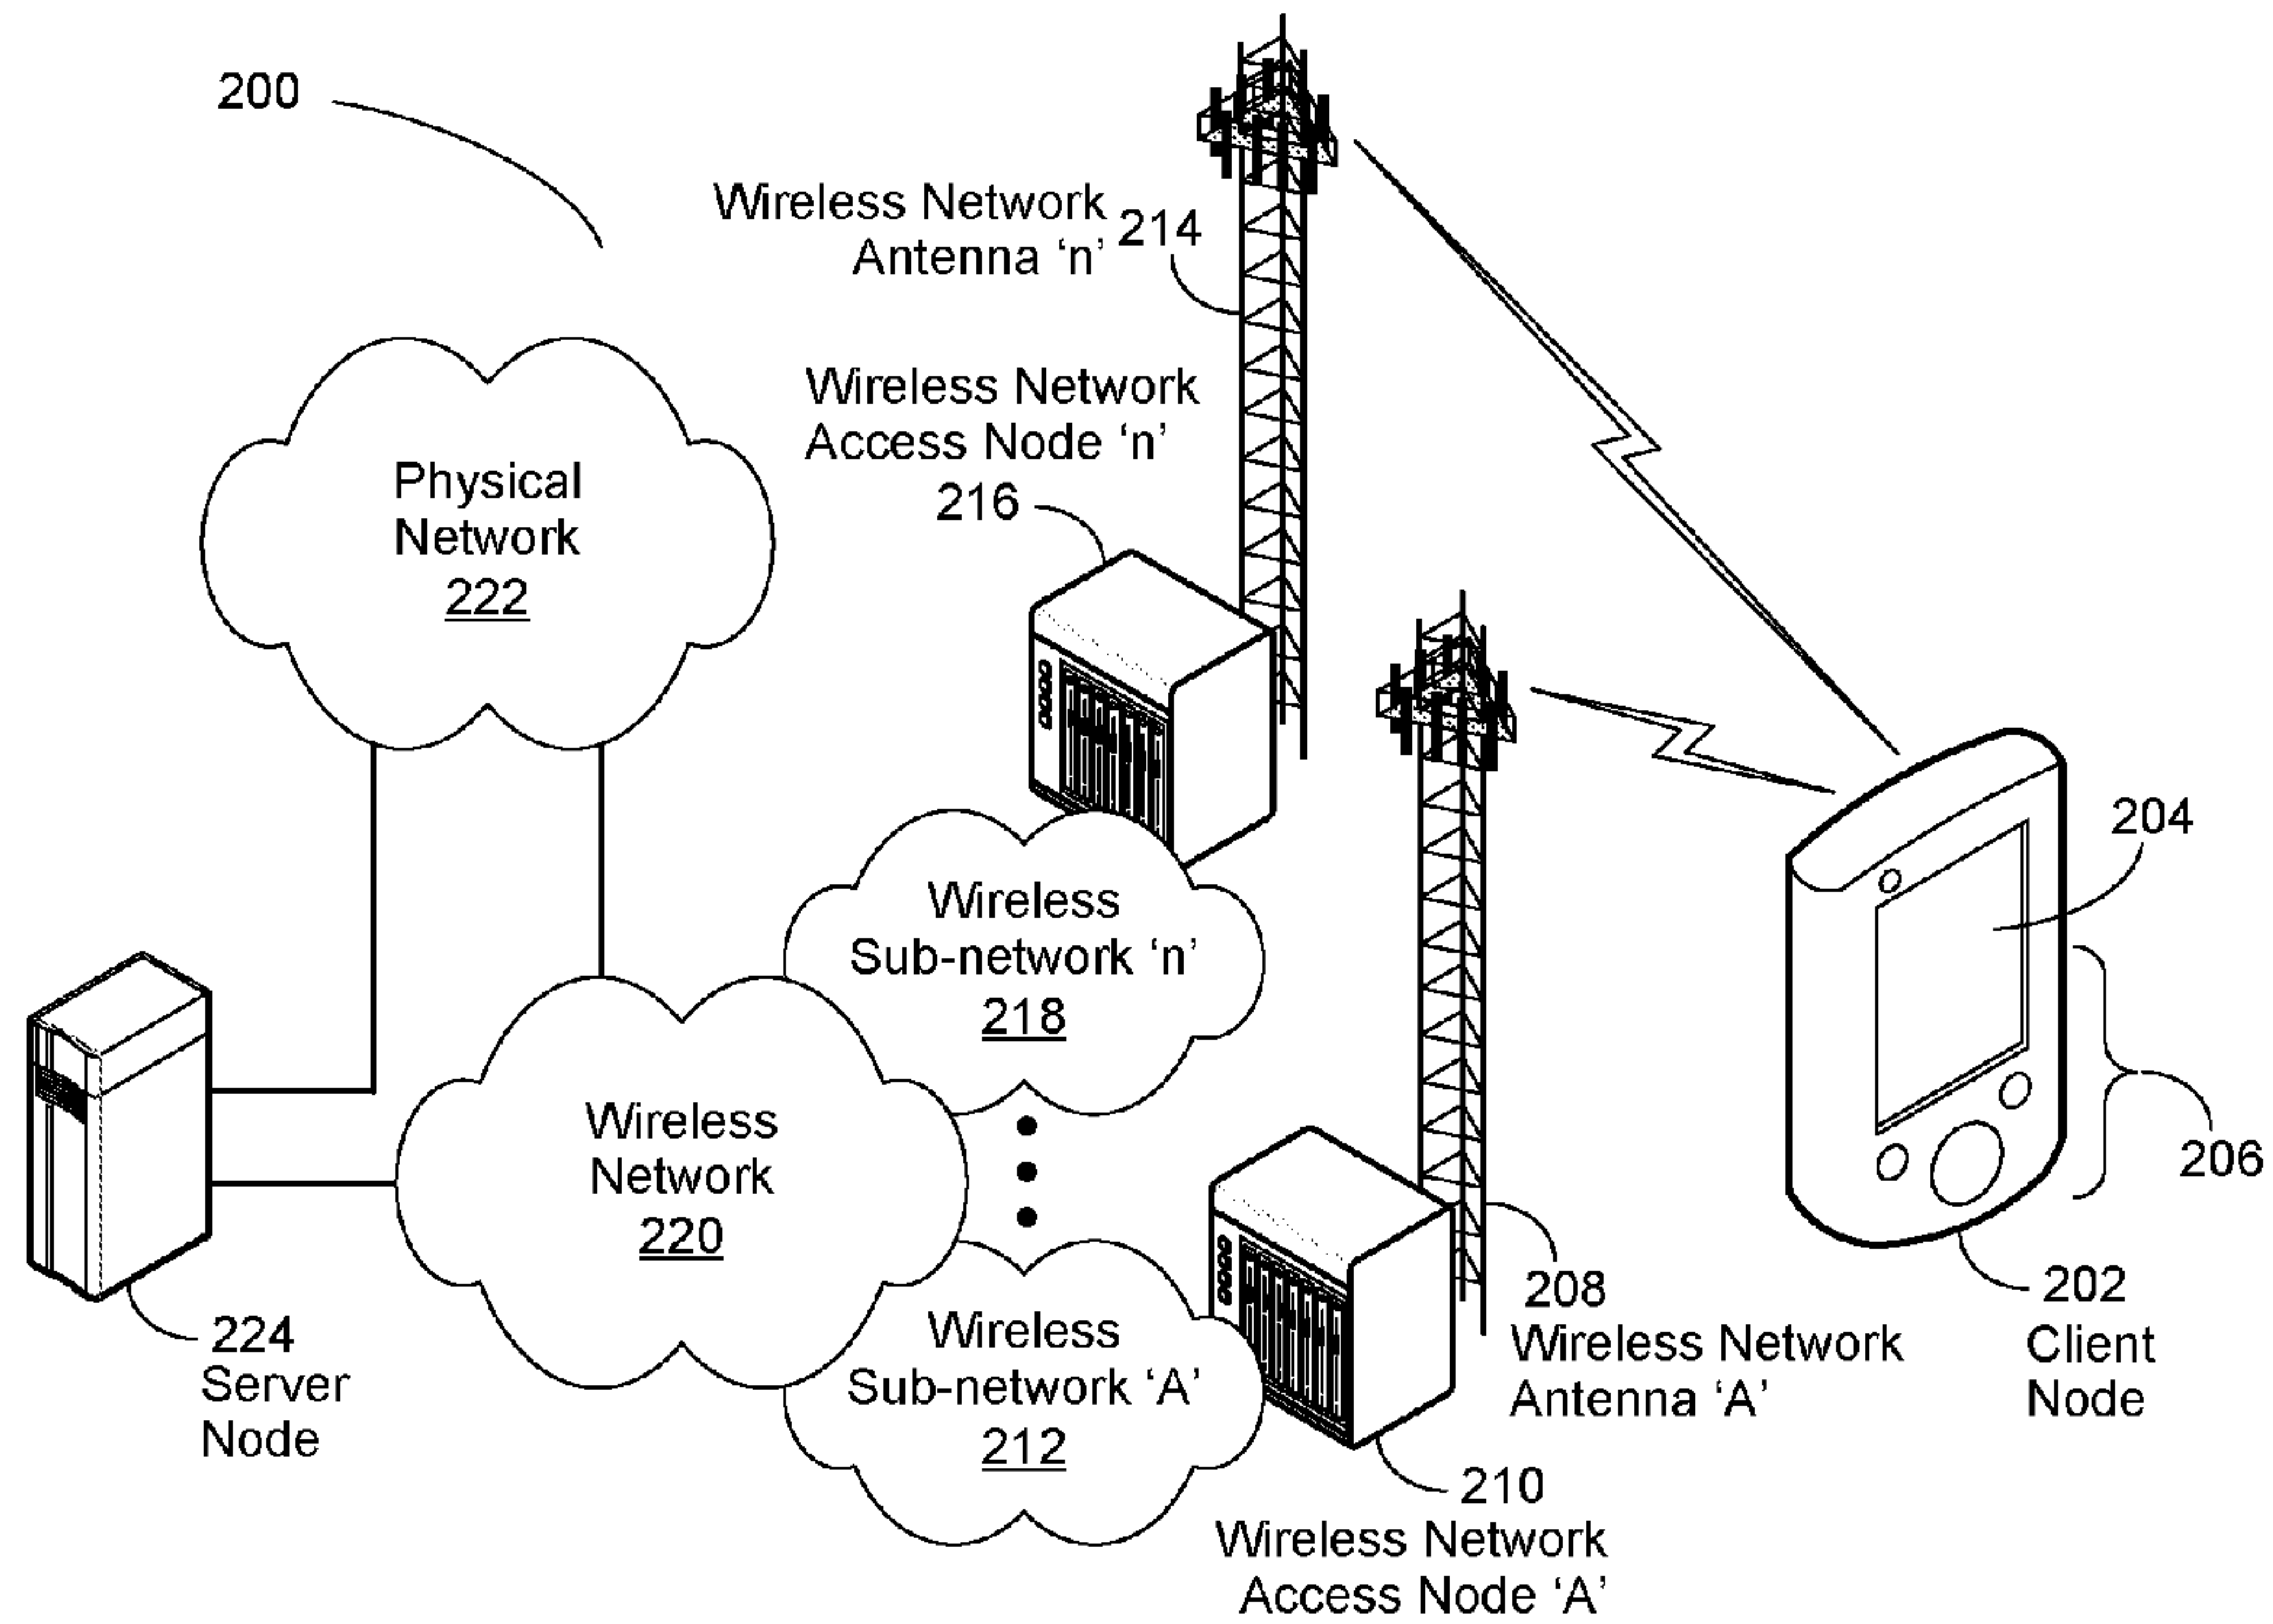 200
Wireless Network
Antenna ‘n’
214
Wireless Network
Access Node ‘n’
216
Physical
Network
222
204
206
Wireless
Sub-network ‘n’
218
Wireless
Network
220
Wireless
Sub-network ‘A’
212
224
Server
Node
208
Wireless Network
Antenna ‘A’
202
Client
Node
210
Wireless Network
Access Node ‘A’